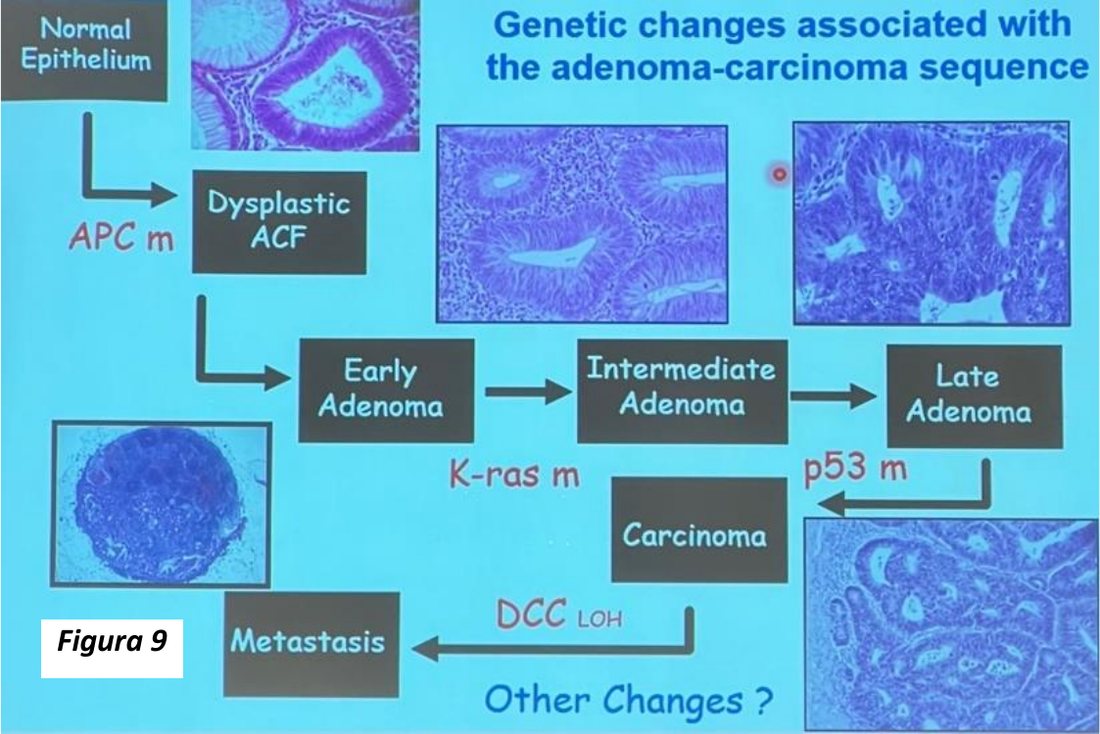 Genetic changes associated with
the adenoma-carcinoma sequence
Normal
Epithelium
APC m
Dysplastic
ACF
Early
Adenoma
K-ras m
Intermediate
Adenoma
Late
Adenoma
p53 m
Carcinoma
DCC LOH
Metastasis
Other Changes ?
Figura 9